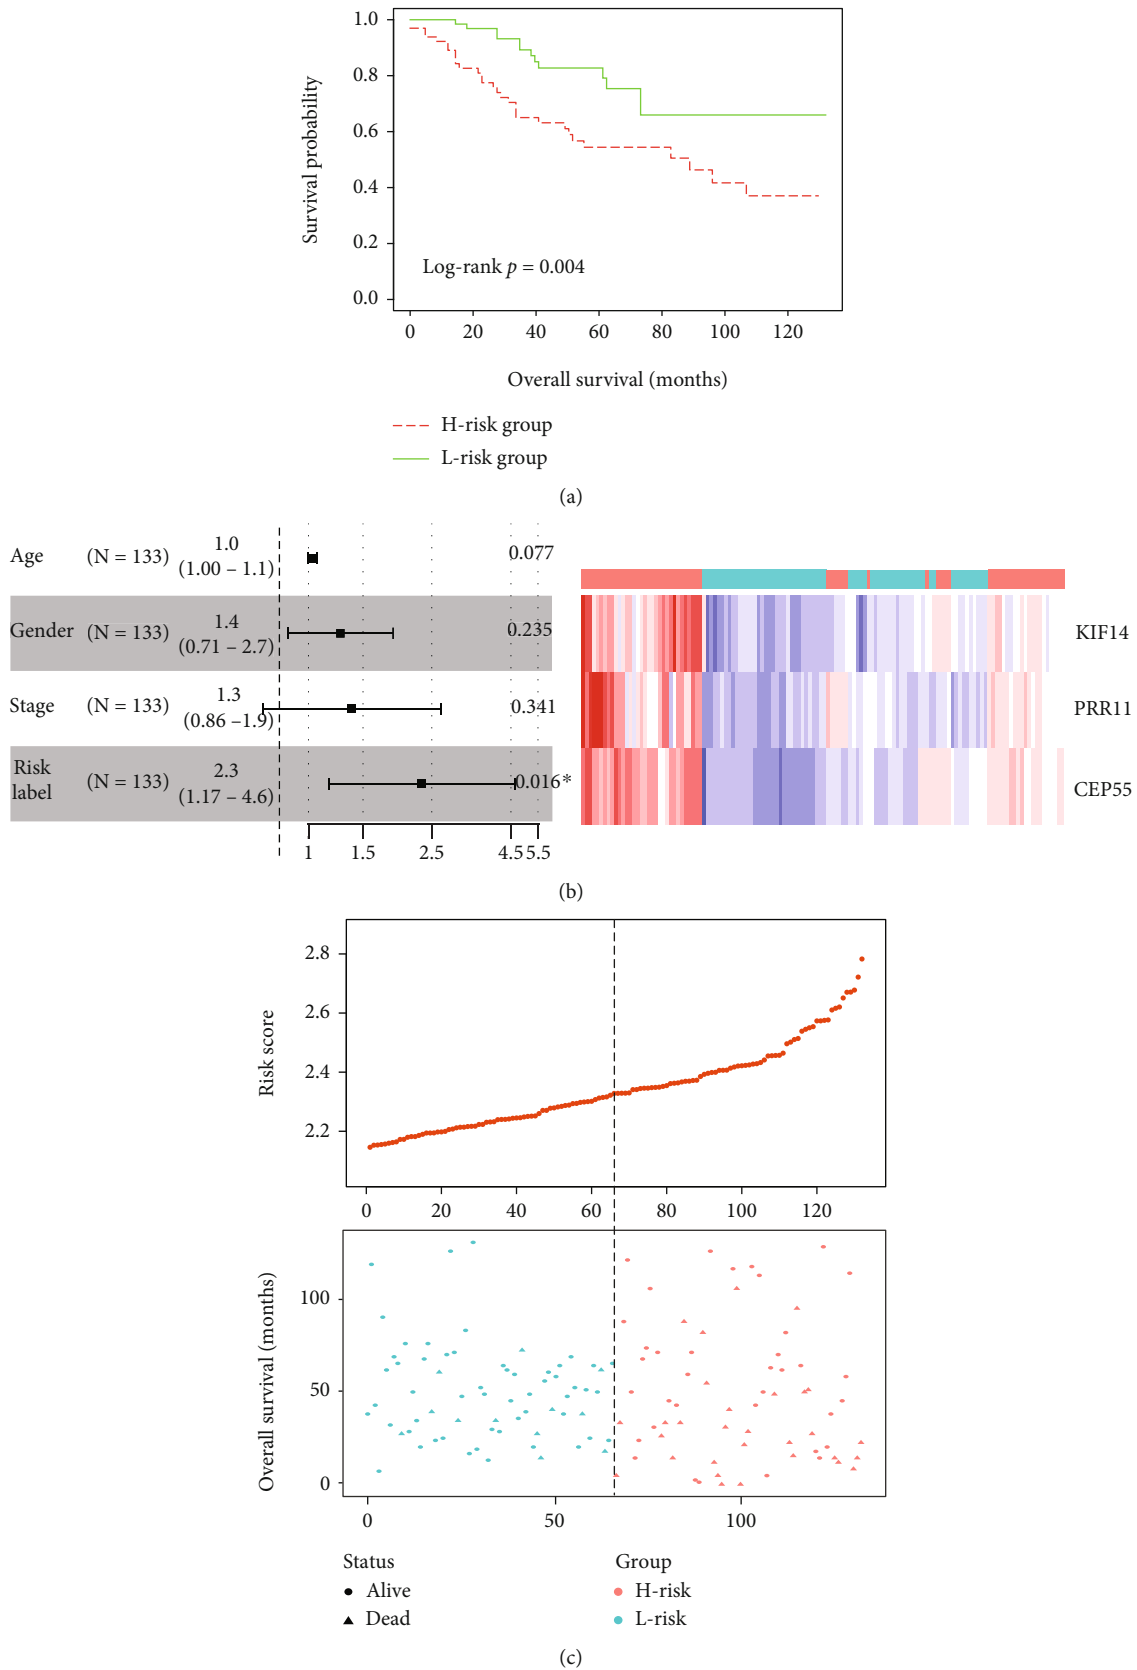 1.0
0.8
0.6
0.4
0.2
0.0
Survival probability
Log-rank p = 0.004
0 20 40 60 80 100 120
Overall survival (months)
H-risk group
L-risk group
(a)
Age (N = 133) 1.0 (1.00 – 1.1) 0.077
Gender (N = 133) 1.4 (0.71 – 2.7) 0.235
Stage (N = 133) 1.3 (0.86 –1.9) 0.341
Risk label (N = 133) 2.3 (1.17 – 4.6) 0.016*
1 1.5 2.5 4.5 5.5
KIF14
PRR11
CEP55
(b)
2.8
2.6
2.4
2.2
Risk score
0 20 40 60 80 100 120
100
50
0
Overall survival (months)
0 50 100
Status
Alive
Dead
Group
H-risk
L-risk
(c)